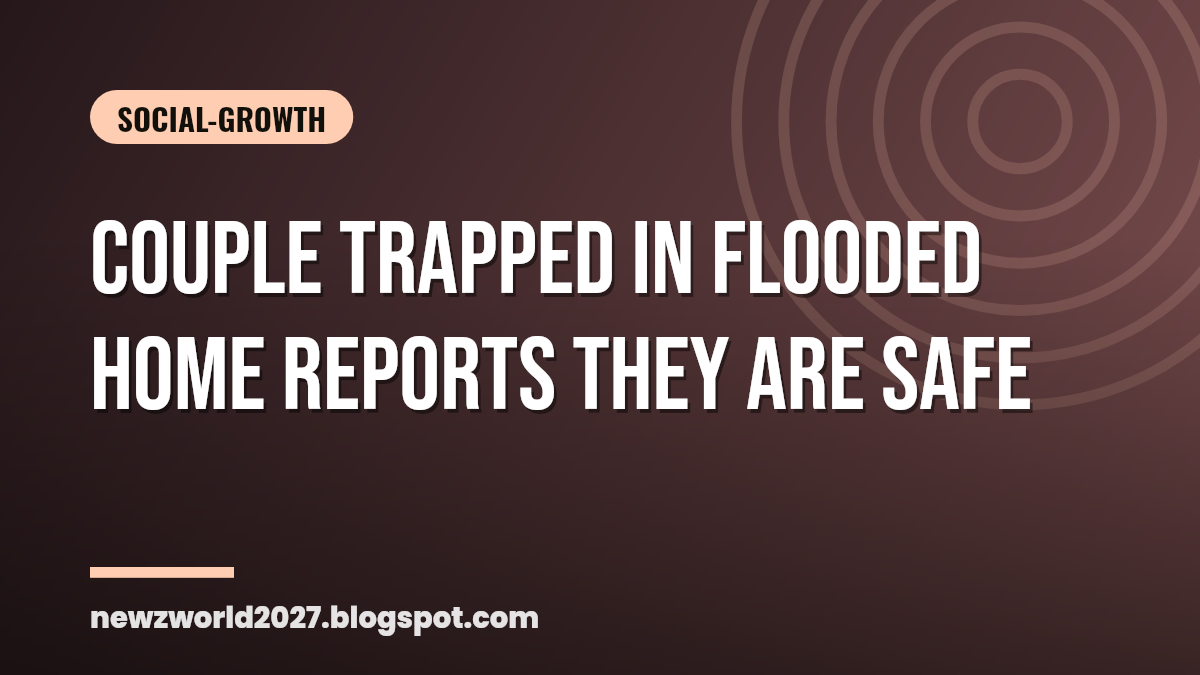 SOCIAL-GROWTH
COUPLE TRAPPED IN FLOODED
HOME REPORTS THEY ARE SAFE
newzworld2027.blogspot.com